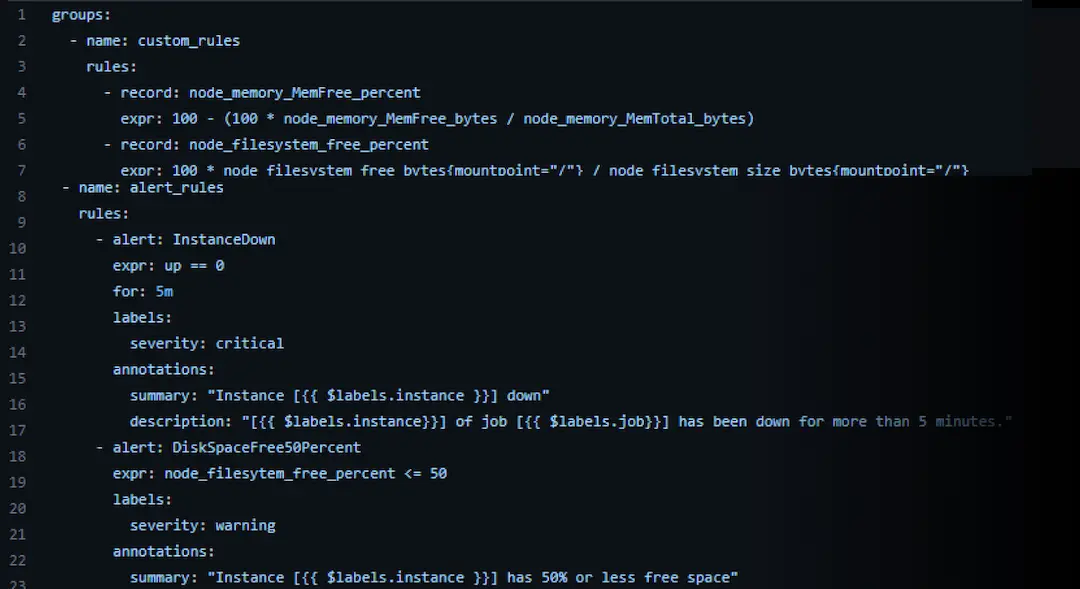 1 groups:
2 - name: custom_rules
3 rules:
4 - record: node_memory_MemFree_percent
5 expr: 100 - (100 * node_memory_MemFree_bytes / node_memory_MemTotal_bytes)
6 - record: node_filesystem_free_percent
7 expr: 100 * node_filesystem_free_bytes{mountpoint="/"} / node_filesystem_size_bytes{mountpoint="/"}
8 - name: alert_rules
9 rules:
10 - alert: InstanceDown
11 expr: up == 0
12 for: 5m
13 labels:
14 severity: critical
15 annotations:
16 summary: "Instance [{{ $labels.instance }}] down"
17 description: "[{{ $labels.instance}}] of job [{{ $labels.job}}] has been down for more than 5 minutes."
18 - alert: DiskSpaceFree50Percent
19 expr: node_filesytem_free_percent <= 50
20 labels:
21 severity: warning
22 annotations:
23 summary: "Instance [{{ $labels.instance }}] has 50% or less free space"